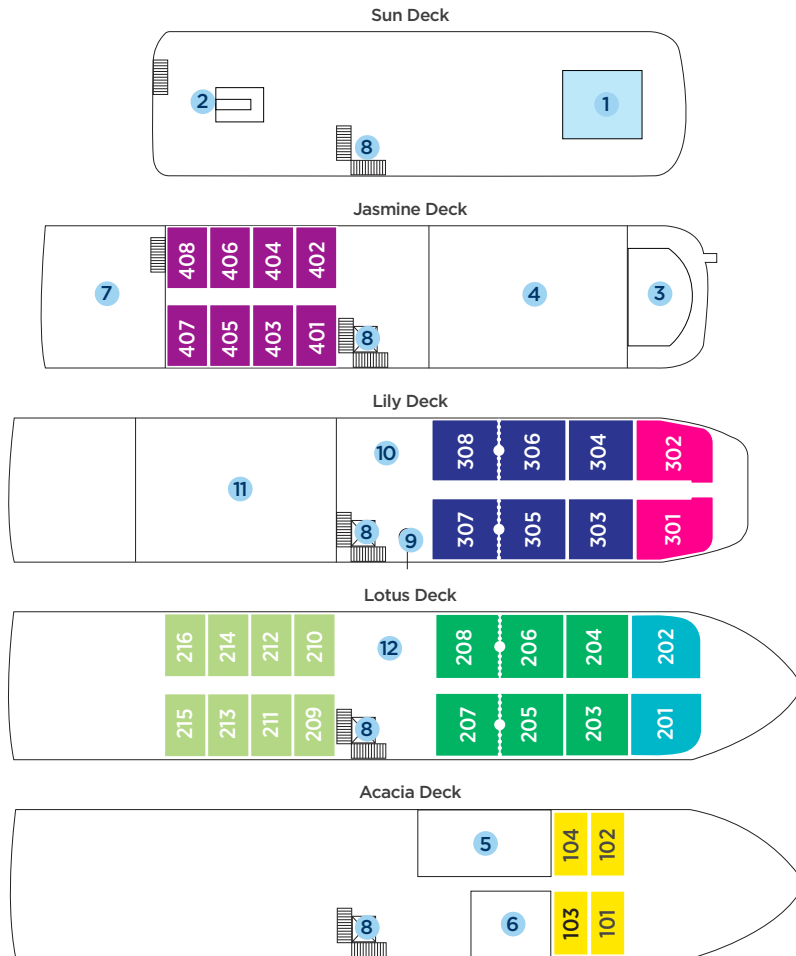 Sun Deck
2
1
8
Jasmine Deck
408 406 404 402
7
4
3
407 405 403 401
8
Lily Deck
10
308 306 304 302
11
8
9
307 305 303 301
Lotus Deck
216 214 212 210
12
208 206 204 202
215 213 211 209
8
207 205 203 201
Acacia Deck
5
104 102
8
6
103 101